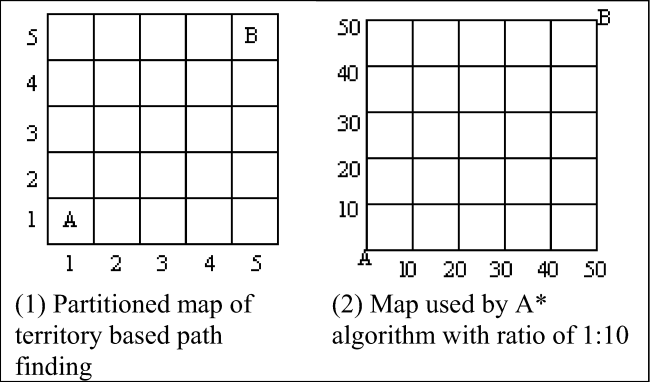 5 B
4
3
2
1 A
1 2 3 4 5
(1) Partitioned map of
territory based path
finding
B
50
40
30
20
10
A
10 20 30 40 50
(2) Map used by A*
algorithm with ratio of 1:10